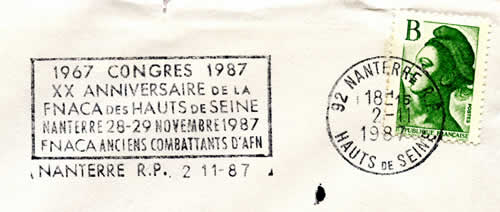 1967 CONGRES 1987
XX ANNIVERSAIRE DE LA
FNACA DES HAUTS DE SEINE
NANTERRE 28-29 NOVEMBRE 1987
FNACA ANCIENS COMBATTANTS D'AFN
NANTERRE R.P. 2 11-87
92 NANTERRE R.P.
18H15
2-11
1987
HAUTS DE SEINE
B
POSTES
REPUBLIQUE FRANÇAISE